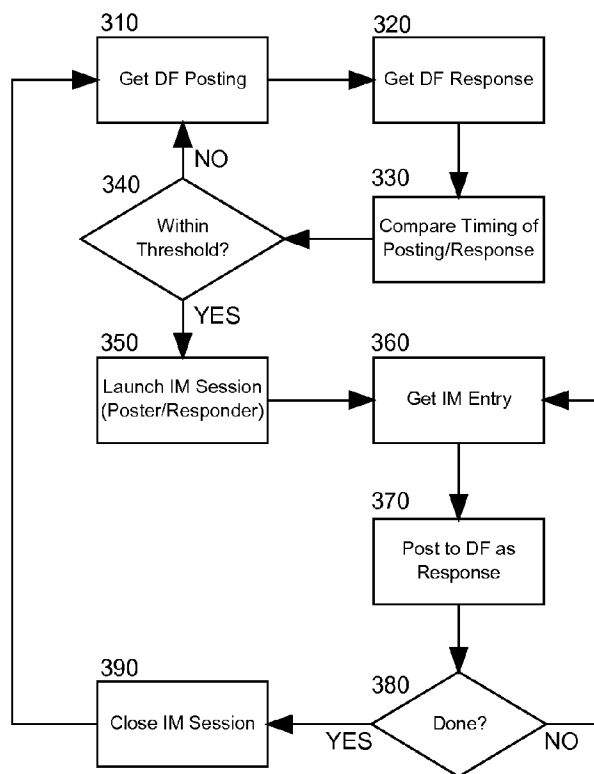 310
Get DF Posting
320
Get DF Response
NO
340
Within
Threshold?
330
Compare Timing of
Posting/Response
YES
350
Launch IM Session
(Poster/Responder)
360
Get IM Entry
370
Post to DF as
Response
380
Done?
YES
NO
390
Close IM Session